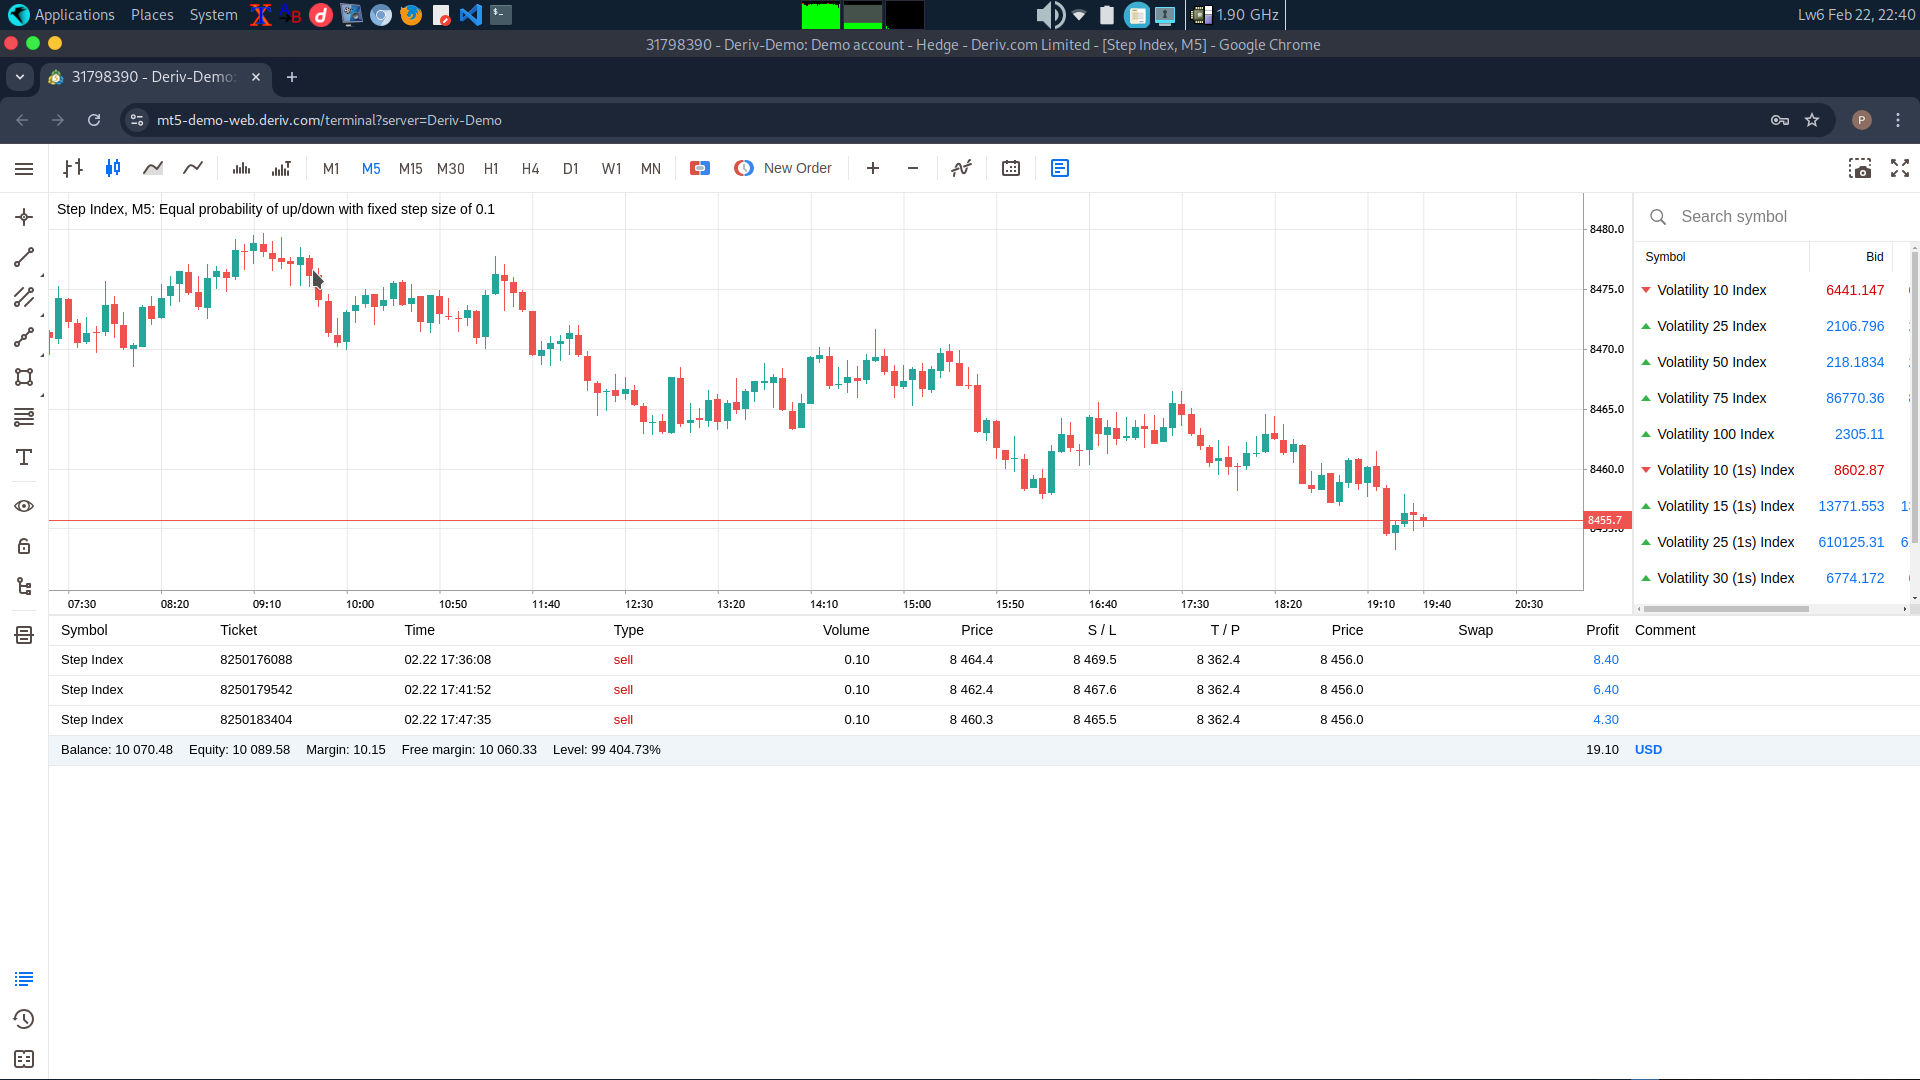 Applications Places System 1.90 GHz Lw6 Feb 22, 22:40
31798390 - Deriv-Demo: Demo account - Hedge - Deriv.com Limited - [Step Index, M5] - Google Chrome
31798390 - Deriv-Demo:
mt5-demo-web.deriv.com/terminal?server=Deriv-Demo P
M1 M5 M15 M30 H1 H4 D1 W1 MN New Order
Step Index, M5: Equal probability of up/down with fixed step size of 0.1
Search symbol
8480.0
8475.0
8470.0
8465.0
8460.0
8455.7
07:30 08:20 09:10 10:00 10:50 11:40 12:30 13:20 14:10 15:00 15:50 16:40 17:30 18:20 19:10 19:40 20:30
Symbol Bid
Volatility 10 Index 6441.147
Volatility 25 Index 2106.796
Volatility 50 Index 218.1834
Volatility 75 Index 86770.36
Volatility 100 Index 2305.11
Volatility 10 (1s) Index 8602.87
Volatility 15 (1s) Index 13771.553
Volatility 25 (1s) Index 610125.31
Volatility 30 (1s) Index 6774.172
Symbol Ticket Time Type Volume Price S / L T / P Price Swap Profit Comment
Step Index 8250176088 02.22 17:36:08 sell 0.10 8 464.4 8 469.5 8 362.4 8 456.0 8.40
Step Index 8250179542 02.22 17:41:52 sell 0.10 8 462.4 8 467.6 8 362.4 8 456.0 6.40
Step Index 8250183404 02.22 17:47:35 sell 0.10 8 460.3 8 465.5 8 362.4 8 456.0 4.30
Balance: 10 070.48 Equity: 10 089.58 Margin: 10.15 Free margin: 10 060.33 Level: 99 404.73% 19.10 USD